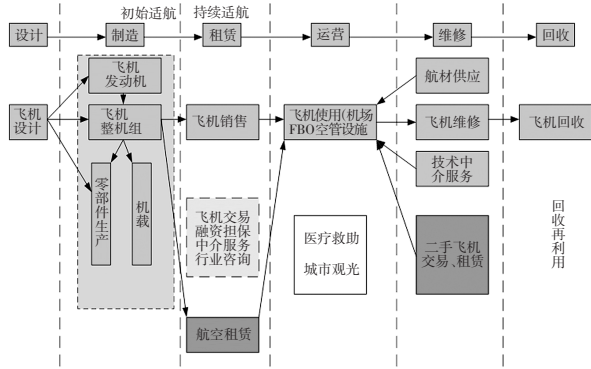 初始适航
持续适航
设计
制造
租赁
运营
维修
回收
飞机
设计
飞机
发动机
飞机
整机组
零部件生产
机载
飞机销售
飞机交易
融资担保
中介服务
行业咨询
航空租赁
飞机使用(机场
FBO空管设施
医疗救助
城市观光
航材供应
飞机维修
技术中
介服务
二手飞机
交易、租赁
飞机回收
回收再利用